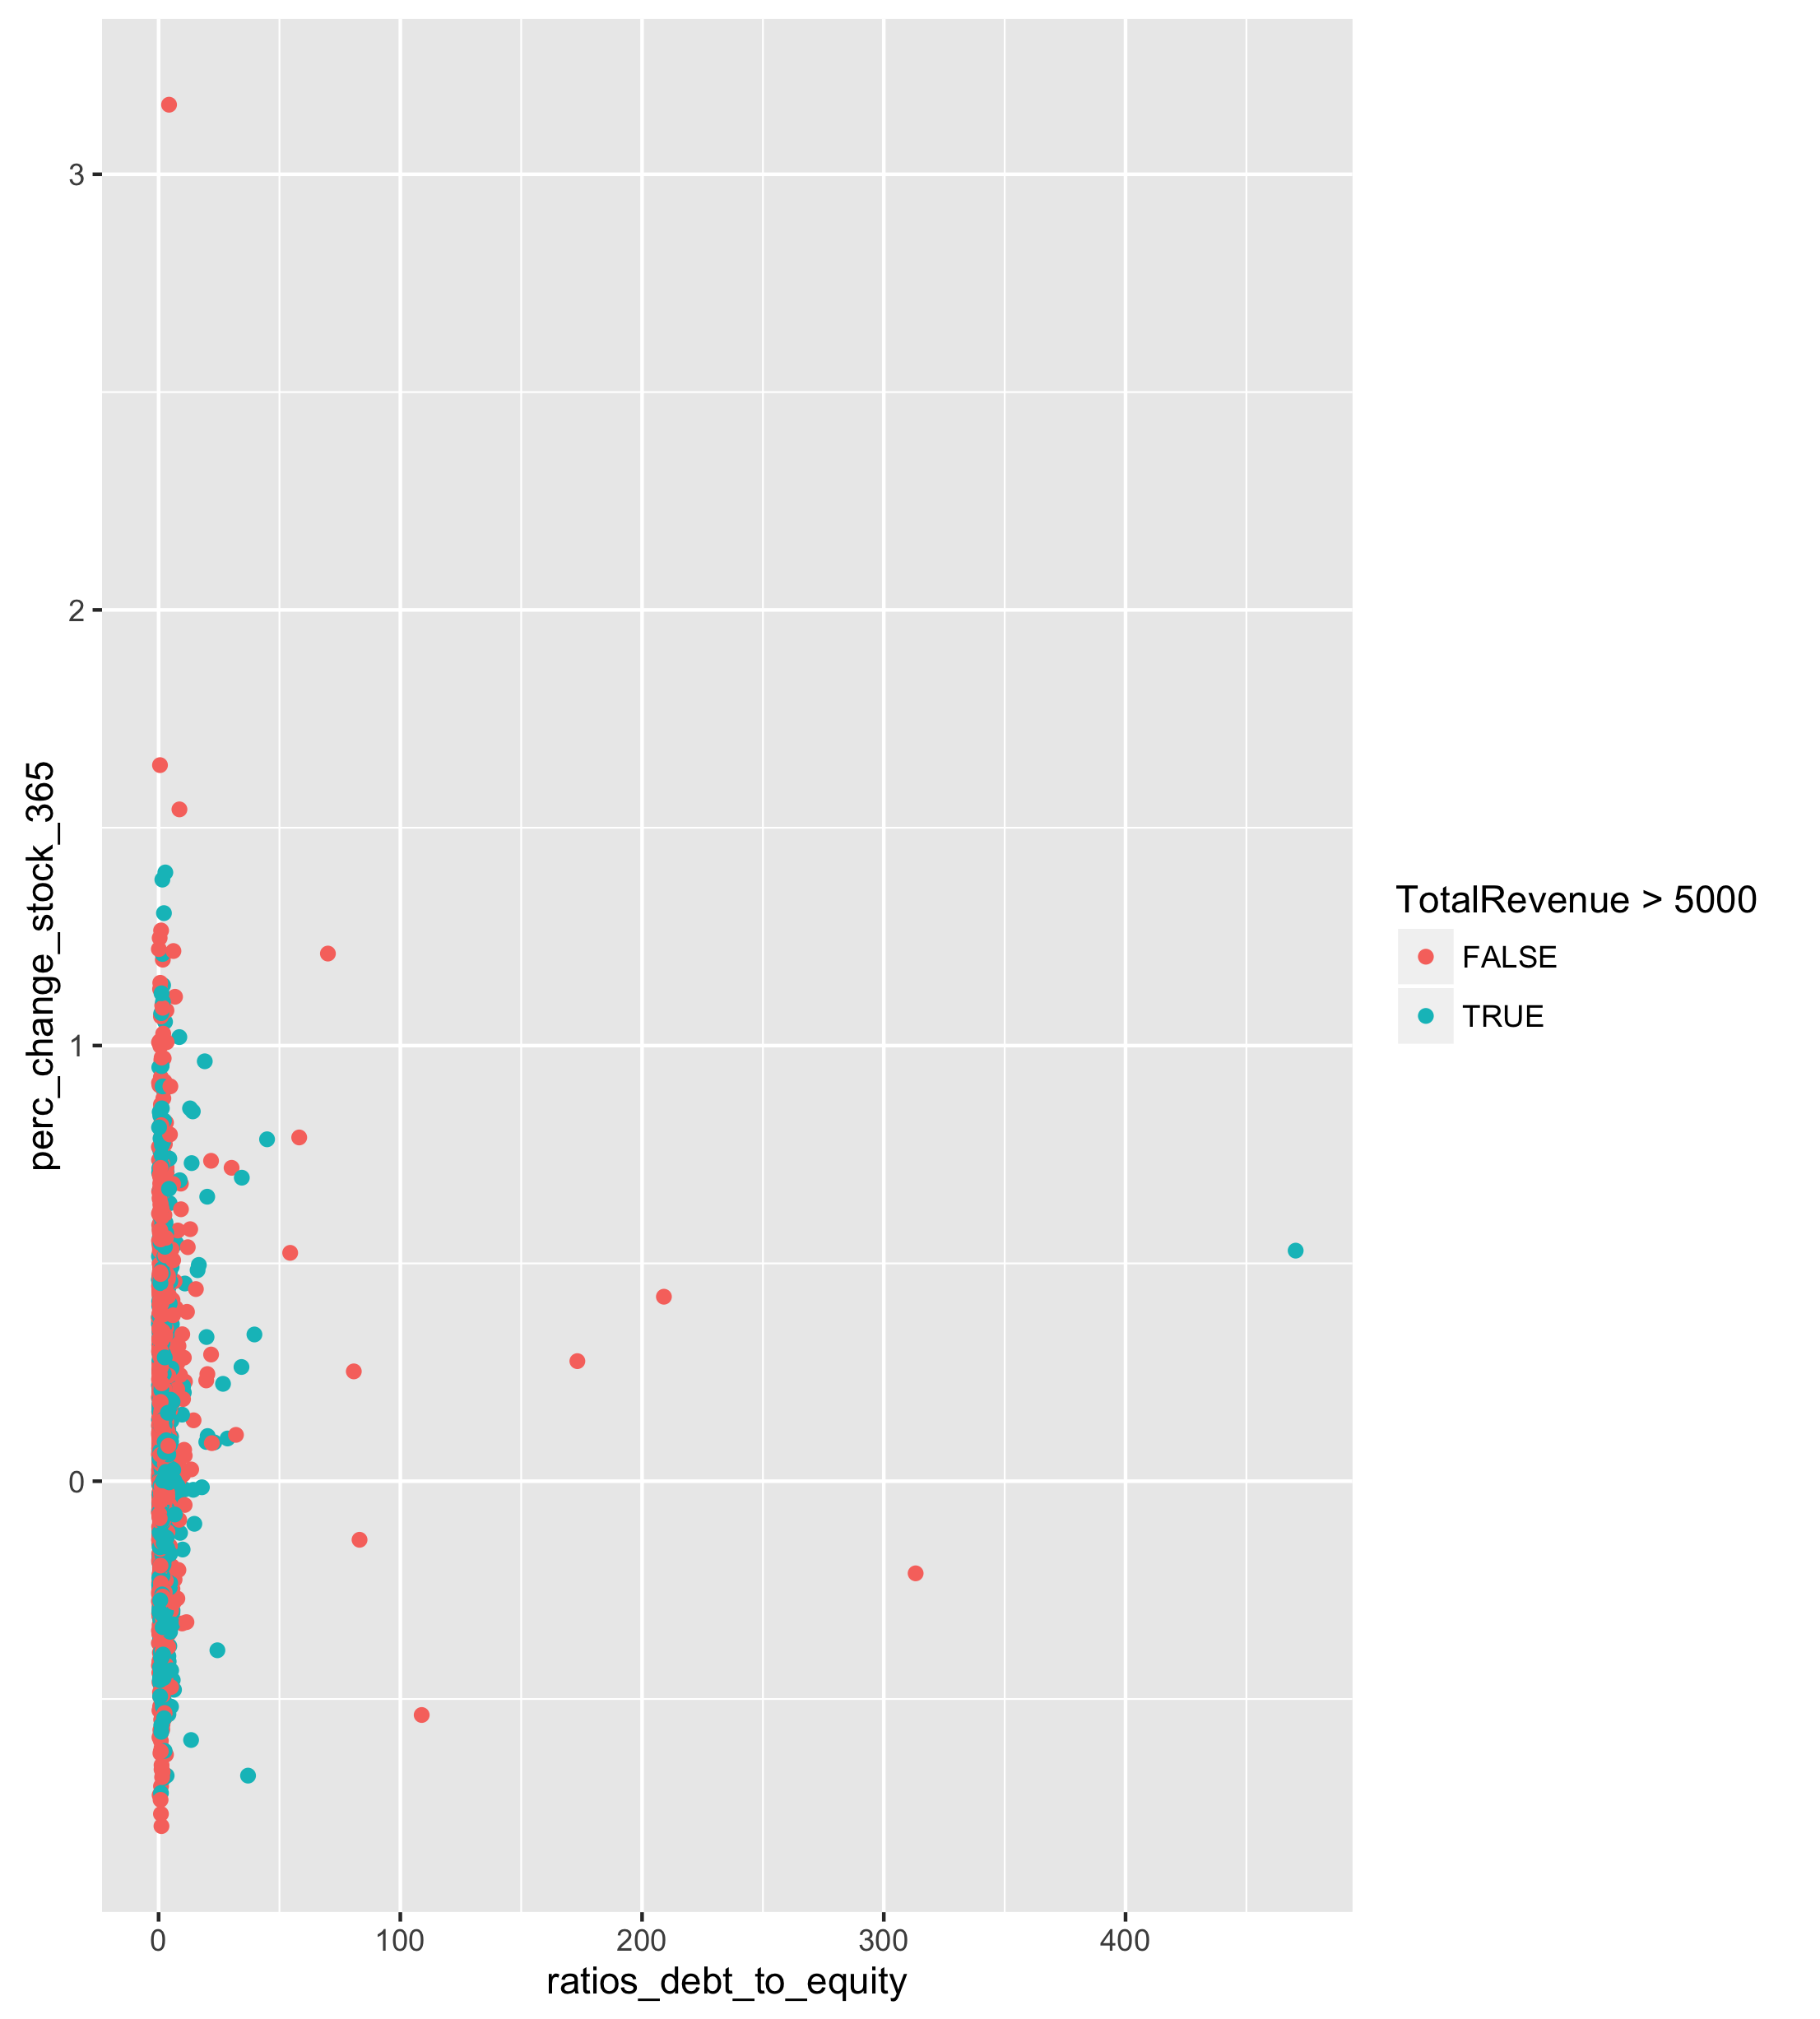 3
2
1
0
perc_change_stock_365
0 100 200 300 400
ratios_debt_to_equity
TotalRevenue > 5000
FALSE
TRUE